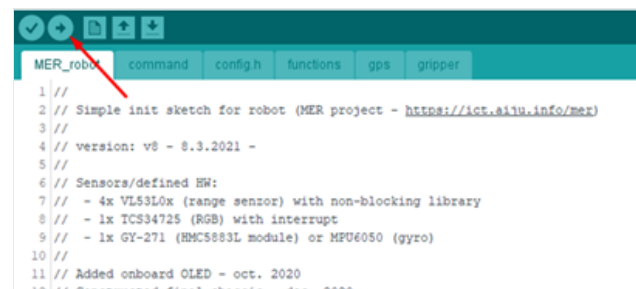 MER_robot command config.h functions gps gripper
1 //
2 // Simple init sketch for robot (MER project - https://ict.aiju.info/mer)
3 //
4 // version: v8 - 8.3.2021 -
5 //
6 // Sensors/defined HW:
7 // - 4x VL53L0x (range senzor) with non-blocking library
8 // - 1x TCS34725 (RGB) with interrupt
9 // - 1x GY-271 (HMC5883L module) or MPU6050 (gyro)
10 //
11 // Added onboard OLED - oct. 2020